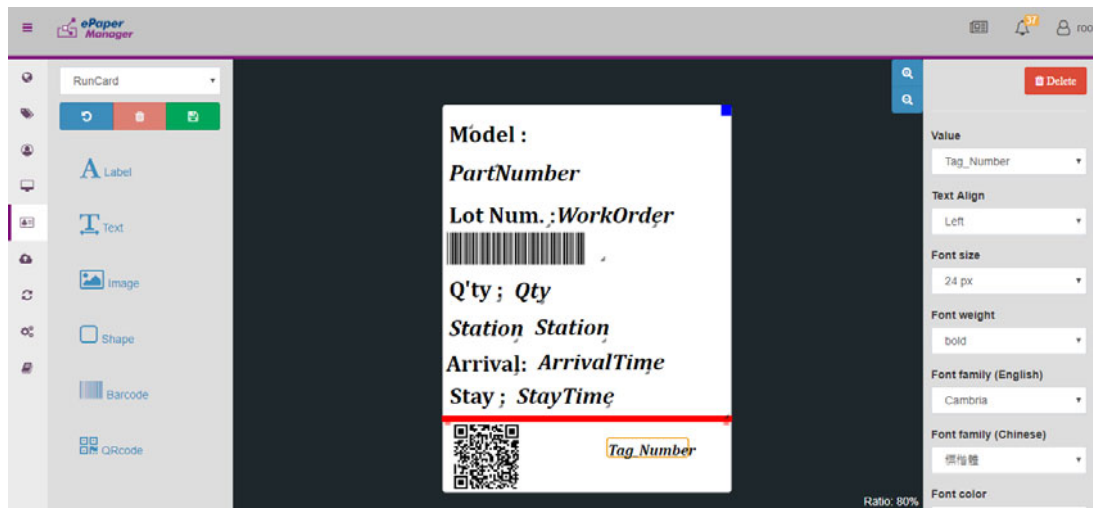 ePaper
Manager
37
roo
RunCard
Label
Text
Image
Shape
Barcode
QRcode
Model :
PartNumber
Lot Num. :WorkOrder
Q'ty ; Qty
Station Station
Arrival: ArrivalTime
Stay ; StayTime
Tag_Number
Ratio: 80%
Delete
Value
Tag_Number
Text Align
Left
Font size
24 px
Font weight
bold
Font family (English)
Cambria
Font family (Chinese)
標楷體
Font color